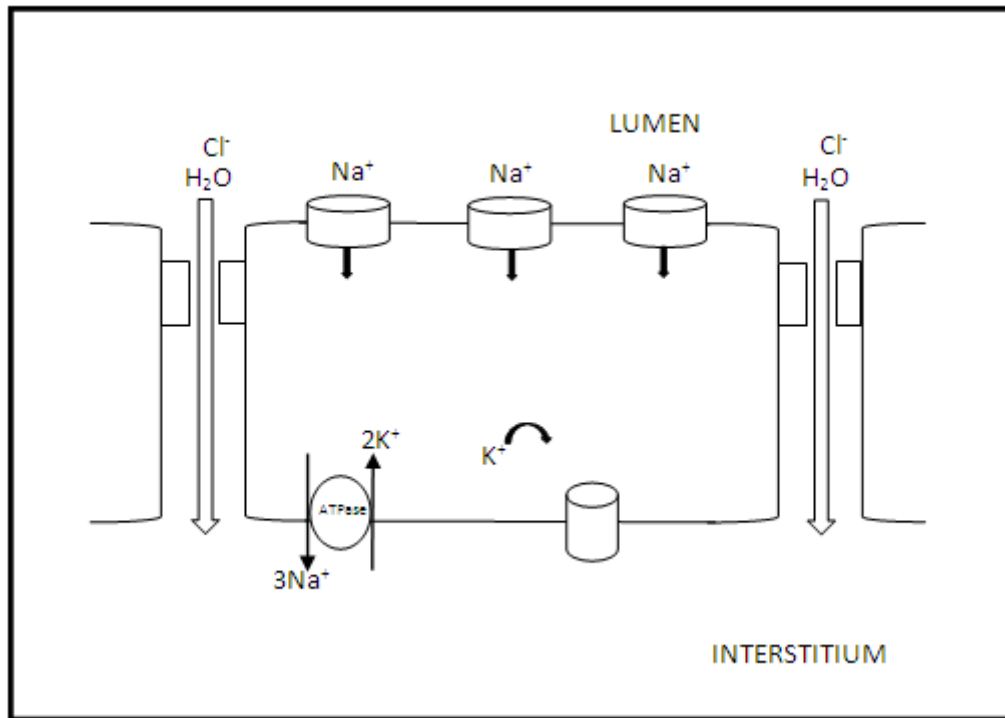 LUMEN
Cl⁻
H₂O
Na⁺
Na⁺
Na⁺
Cl⁻
H₂O
2K⁺
K⁺
ATPase
3Na⁺
INTERSTITIUM